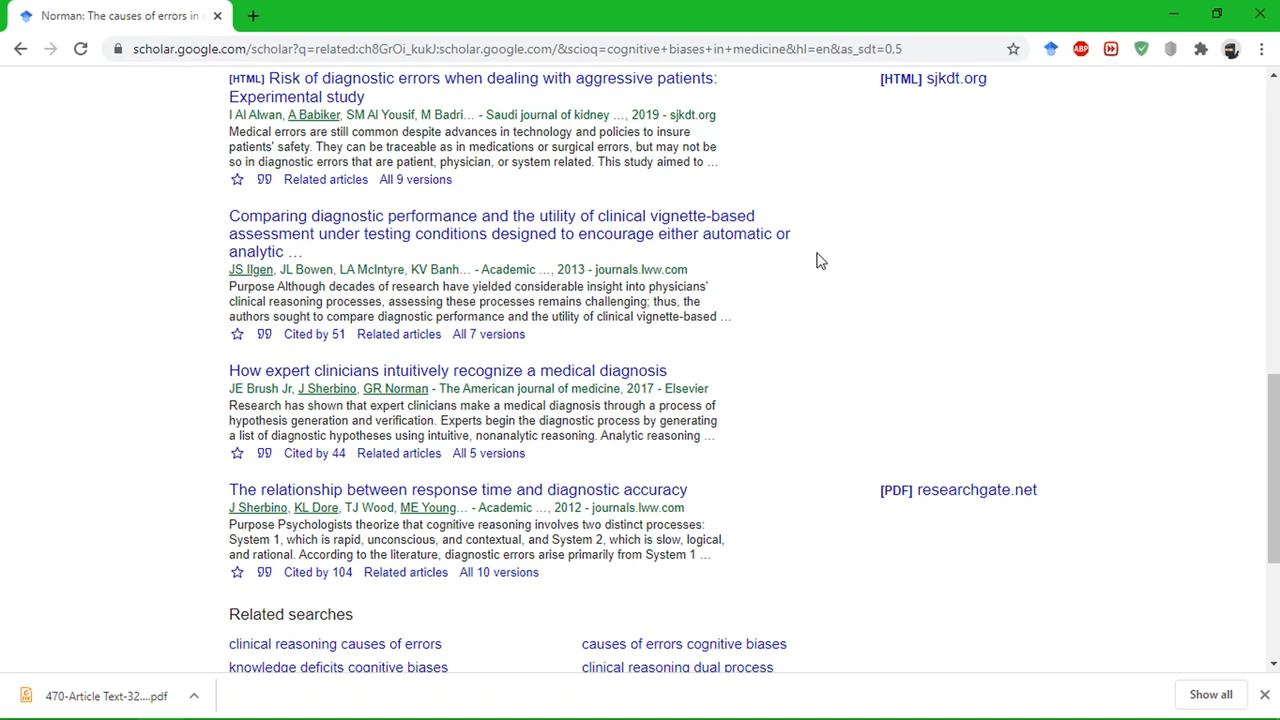 Norman: The causes of errors in c
scholar.google.com/scholar?q=related:ch8GrOi_kukJ:scholar.google.com/&scioq=cognitive+biases+in+medicine&hl=en&as_sdt=0,5
ABP
[HTML] Risk of diagnostic errors when dealing with aggressive patients: [HTML] sjkdt.org
Experimental study
I Al Alwan, A Babiker, SM Al Yousif, M Badri… - Saudi journal of kidney …, 2019 - sjkdt.org
Medical errors are still common despite advances in technology and policies to insure
patients' safety. They can be traceable as in medications or surgical errors, but may not be
so in diagnostic errors that are patient, physician, or system related. This study aimed to …
Related articles All 9 versions
Comparing diagnostic performance and the utility of clinical vignette-based
assessment under testing conditions designed to encourage either automatic or
analytic …
JS Ilgen, JL Bowen, LA McIntyre, KV Banh… - Academic …, 2013 - journals.lww.com
Purpose Although decades of research have yielded considerable insight into physicians'
clinical reasoning processes, assessing these processes remains challenging; thus, the
authors sought to compare diagnostic performance and the utility of clinical vignette-based …
Cited by 51 Related articles All 7 versions
How expert clinicians intuitively recognize a medical diagnosis
JE Brush Jr, J Sherbino, GR Norman - The American journal of medicine, 2017 - Elsevier
Research has shown that expert clinicians make a medical diagnosis through a process of
hypothesis generation and verification. Experts begin the diagnostic process by generating
a list of diagnostic hypotheses using intuitive, nonanalytic reasoning. Analytic reasoning …
Cited by 44 Related articles All 5 versions
The relationship between response time and diagnostic accuracy [PDF] researchgate.net
J Sherbino, KL Dore, TJ Wood, ME Young… - Academic …, 2012 - journals.lww.com
Purpose Psychologists theorize that cognitive reasoning involves two distinct processes:
System 1, which is rapid, unconscious, and contextual, and System 2, which is slow, logical,
and rational. According to the literature, diagnostic errors arise primarily from System 1 …
Cited by 104 Related articles All 10 versions
Related searches
clinical reasoning causes of errors causes of errors cognitive biases
knowledge deficits cognitive biases clinical reasoning dual process
470-Article Text-32....pdf Show all